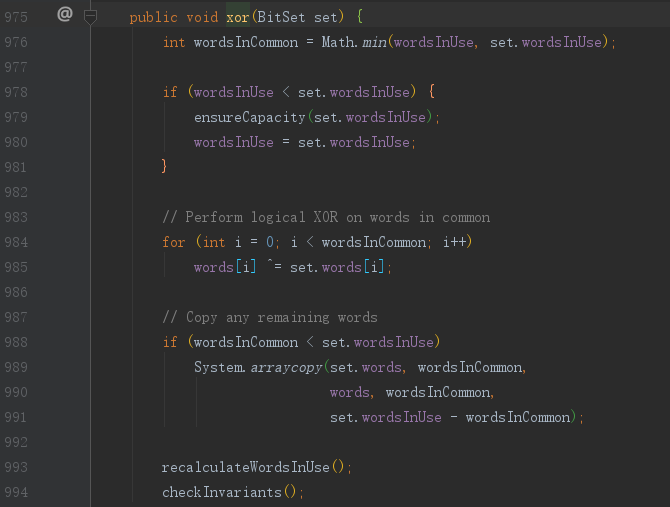 975 @ public void xor(BitSet set) {
976 int wordsInCommon = Math.min(wordsInUse, set.wordsInUse);
977
978 if (wordsInUse < set.wordsInUse) {
979 ensureCapacity(set.wordsInUse);
980 wordsInUse = set.wordsInUse;
981 }
982
983 // Perform logical XOR on words in common
984 for (int i = 0; i < wordsInCommon; i++)
985 words[i] ^= set.words[i];
986
987 // Copy any remaining words
988 if (wordsInCommon < set.wordsInUse)
989 System.arraycopy(set.words, wordsInCommon,
990 words, wordsInCommon,
991 set.wordsInUse - wordsInCommon);
992
993 recalculateWordsInUse();
994 checkInvariants();